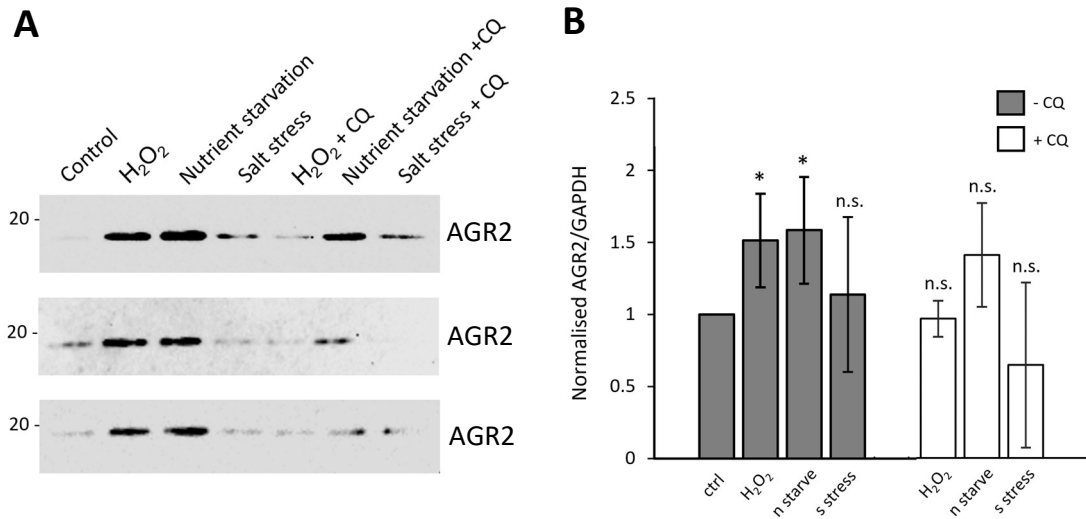 A
Control
H₂O₂
Nutrient starvation
Salt stress
H₂O₂ + CQ
Nutrient starvation +CQ
Salt stress + CQ
20 -
AGR2
20 -
AGR2
20 -
AGR2
B
2.5
2
1.5
1
0.5
0
Normalised AGR2/GAPDH
- CQ
+ CQ
*
*
n.s.
n.s.
n.s.
n.s.
ctrl
H₂O₂
n starve
s stress
H₂O₂
n starve
s stress